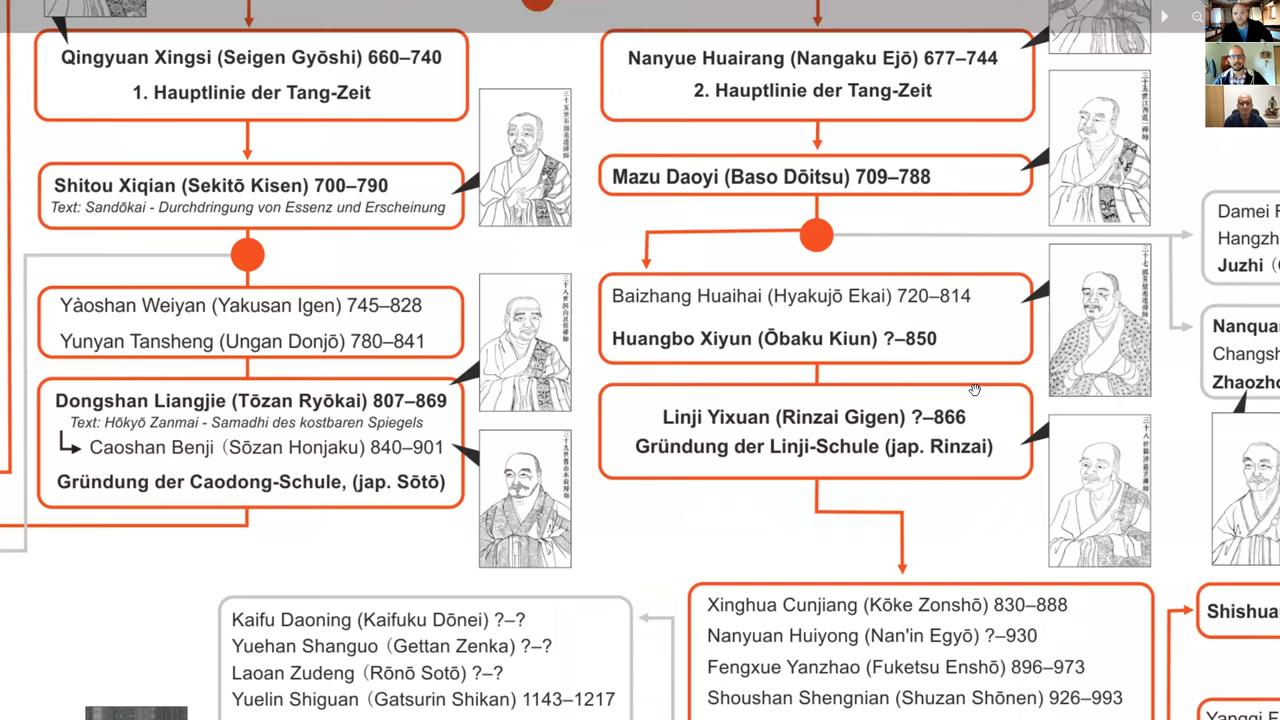 Qingyuan Xingsi (Seigen Gyōshi) 660–740
1. Hauptlinie der Tang-Zeit
Shitou Xiqian (Sekitō Kisen) 700–790
Text: Sandōkai - Durchdringung von Essenz und Erscheinung
Yàoshan Weiyan (Yakusan Igen) 745–828
Yunyan Tansheng (Ungan Donjō) 780–841
Dongshan Liangjie (Tōzan Ryōkai) 807–869
Text: Hōkyō Zanmai - Samadhi des kostbaren Spiegels
Caoshan Benji（Sōzan Honjaku) 840–901
Gründung der Caodong-Schule, (jap. Sōtō)
Nanyue Huairang (Nangaku Ejō) 677–744
2. Hauptlinie der Tang-Zeit
Mazu Daoyi (Baso Dōitsu) 709–788
Baizhang Huaihai (Hyakujō Ekai) 720–814
Huangbo Xiyun (Ōbaku Kiun) ?–850
Linji Yixuan (Rinzai Gigen) ?–866
Gründung der Linji-Schule (jap. Rinzai)
Damei
Hangzh
Juzhi
Nanqua
Changsh
Zhaozh
Kaifu Daoning (Kaifuku Dōnei) ?–?
Yuehan Shanguo（Gettan Zenka) ?–?
Laoan Zudeng（Rōnō Sotō) ?–?
Yuelin Shiguan（Gatsurin Shikan) 1143–1217
Xinghua Cunjiang (Kōke Zonshō) 830–888
Nanyuan Huiyong (Nan'in Egyō) ?–930
Fengxue Yanzhao (Fuketsu Enshō) 896–973
Shoushan Shengnian (Shuzan Shōnen) 926–993
Shishua
Yangqi